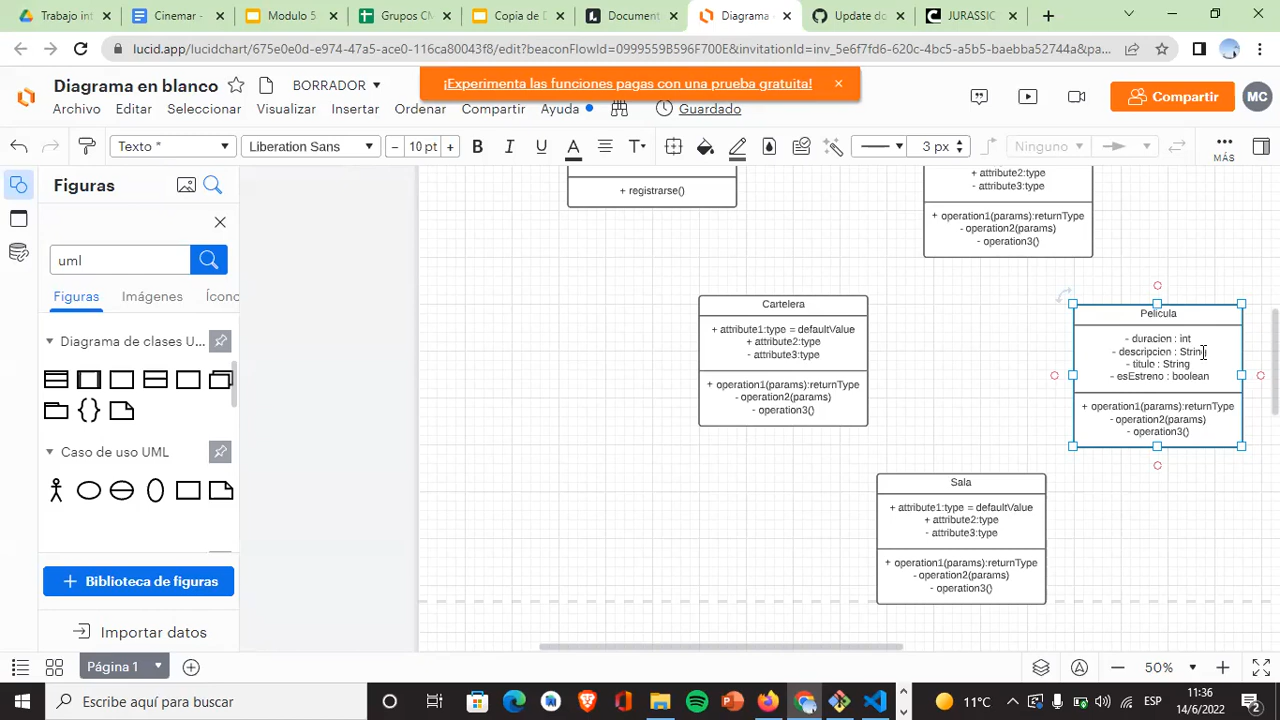 Trabajo int
Cinemar -
Modulo 5
Grupos CM
Copia de D
Document
Diagrama
Update do
JURASSIC
lucid.app/lucidchart/675e0e0d-e974-47a5-ace0-116ca80043f8/edit?beaconFlowId=0999559B596F700E&invitationId=inv_5e6f7fd6-620c-4bc5-a5b5-baebba52744a&pa...
Diagrama en blanco
BORRADOR
¡Experimenta las funciones pagas con una prueba gratuita!
Compartir
MC
Archivo
Editar
Selección
Visualizar
Insertar
Ordenar
Compartir
Ayuda
Guardado
Texto
Liberation Sans
10 pt
B
I
U
A
T
3 px
Ninguno
MÁS
Figuras
uml
Figuras
Imágenes
Ícono
Diagrama de clases U...
Caso de uso UML
+ Biblioteca de figuras
Importar datos
+ registrarse()
+ attribute2:type
- attribute3:type
+ operation1(params):returnType
- operation2(params)
- operation3()
Cartelera
+ attribute1:type = defaultValue
+ attribute2:type
- attribute3:type
+ operation1(params):returnType
- operation2(params)
- operation3()
Pelicula
- duracion : int
- descripcion : String
- titulo : String
- esEstreno : boolean
+ operation1(params):returnType
- operation2(params)
- operation3()
Sala
+ attribute1:type = defaultValue
+ attribute2:type
- attribute3:type
+ operation1(params):returnType
- operation2(params)
- operation3()
Página 1
50%
Escribe aquí para buscar
11°C
ESP
11:36
14/6/2022
2